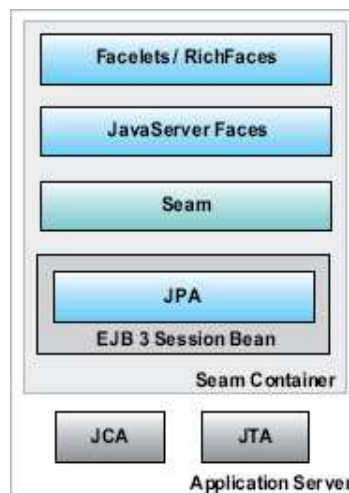 Facelets / RichFaces
JavaServer Faces
Seam
JPA
EJB 3 Session Bean
Seam Container
JCA
JTA
Application Server